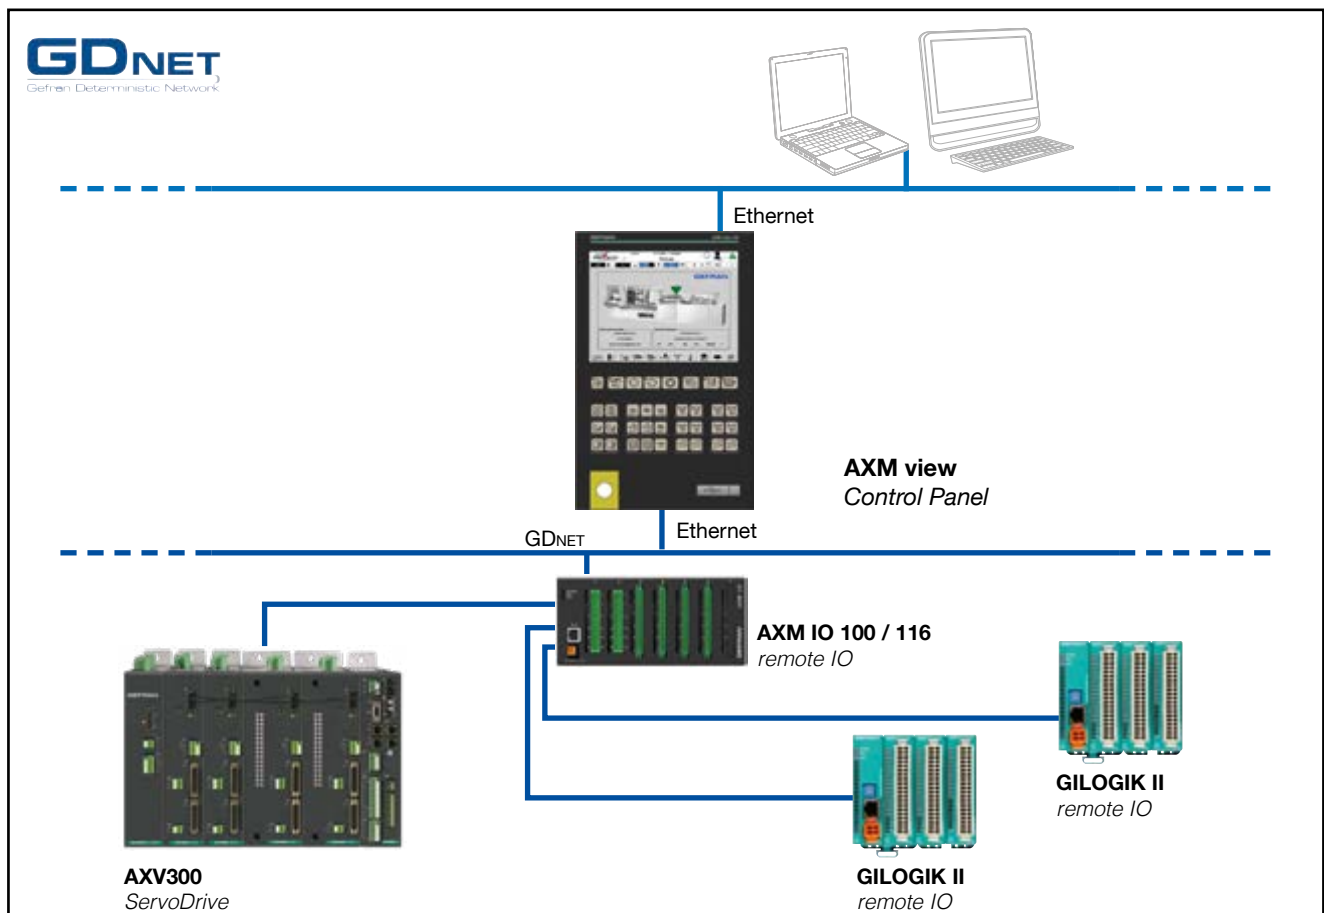 GDNET
Gefran Deterministic Network
Ethernet
AXM view
Control Panel
Ethernet
GDNET
AXM IO 100 / 116
remote IO
GILOGIK II
remote IO
AXV300
ServoDrive
GILOGIK II
remote IO
GEFRAN